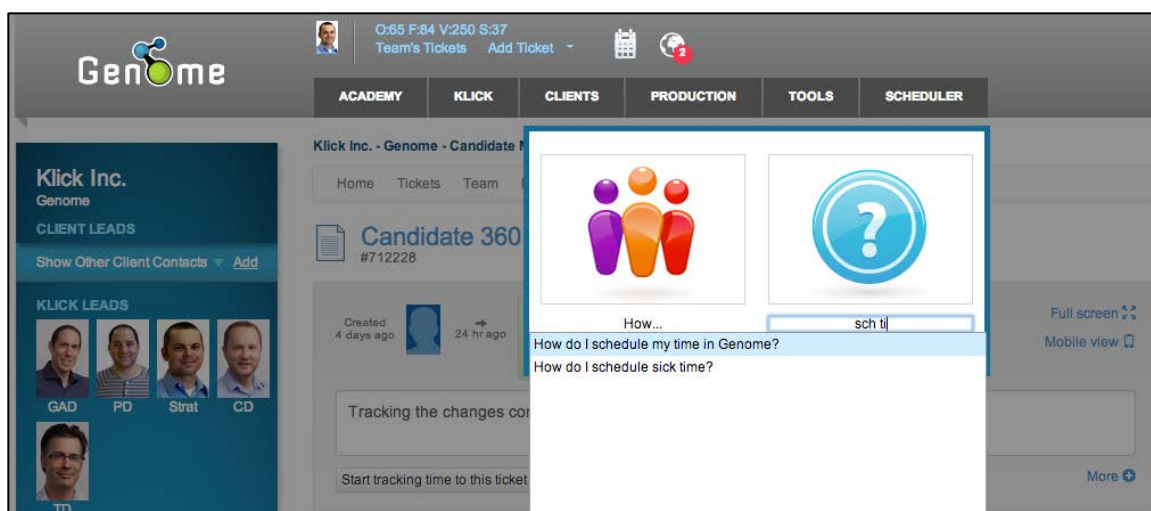 Genome
O:65 F:84 V:250 S:37
Team's Tickets Add Ticket
2
ACADEMY KLICK CLIENTS PRODUCTION TOOLS SCHEDULER
Klick Inc.
Genome
CLIENT LEADS
Show Other Client Contacts Add
KLICK LEADS
GAD PD Strat CD
TD
Klick Inc. - Genome - Candidate
Home Tickets Team
Candidate 360
#712228
Created
4 days ago
24 hr ago
Full screen
Mobile view
Tracking the changes
Start tracking time to this ticket
More
?
How...
sch ti
How do I schedule my time in Genome?
How do I schedule sick time?